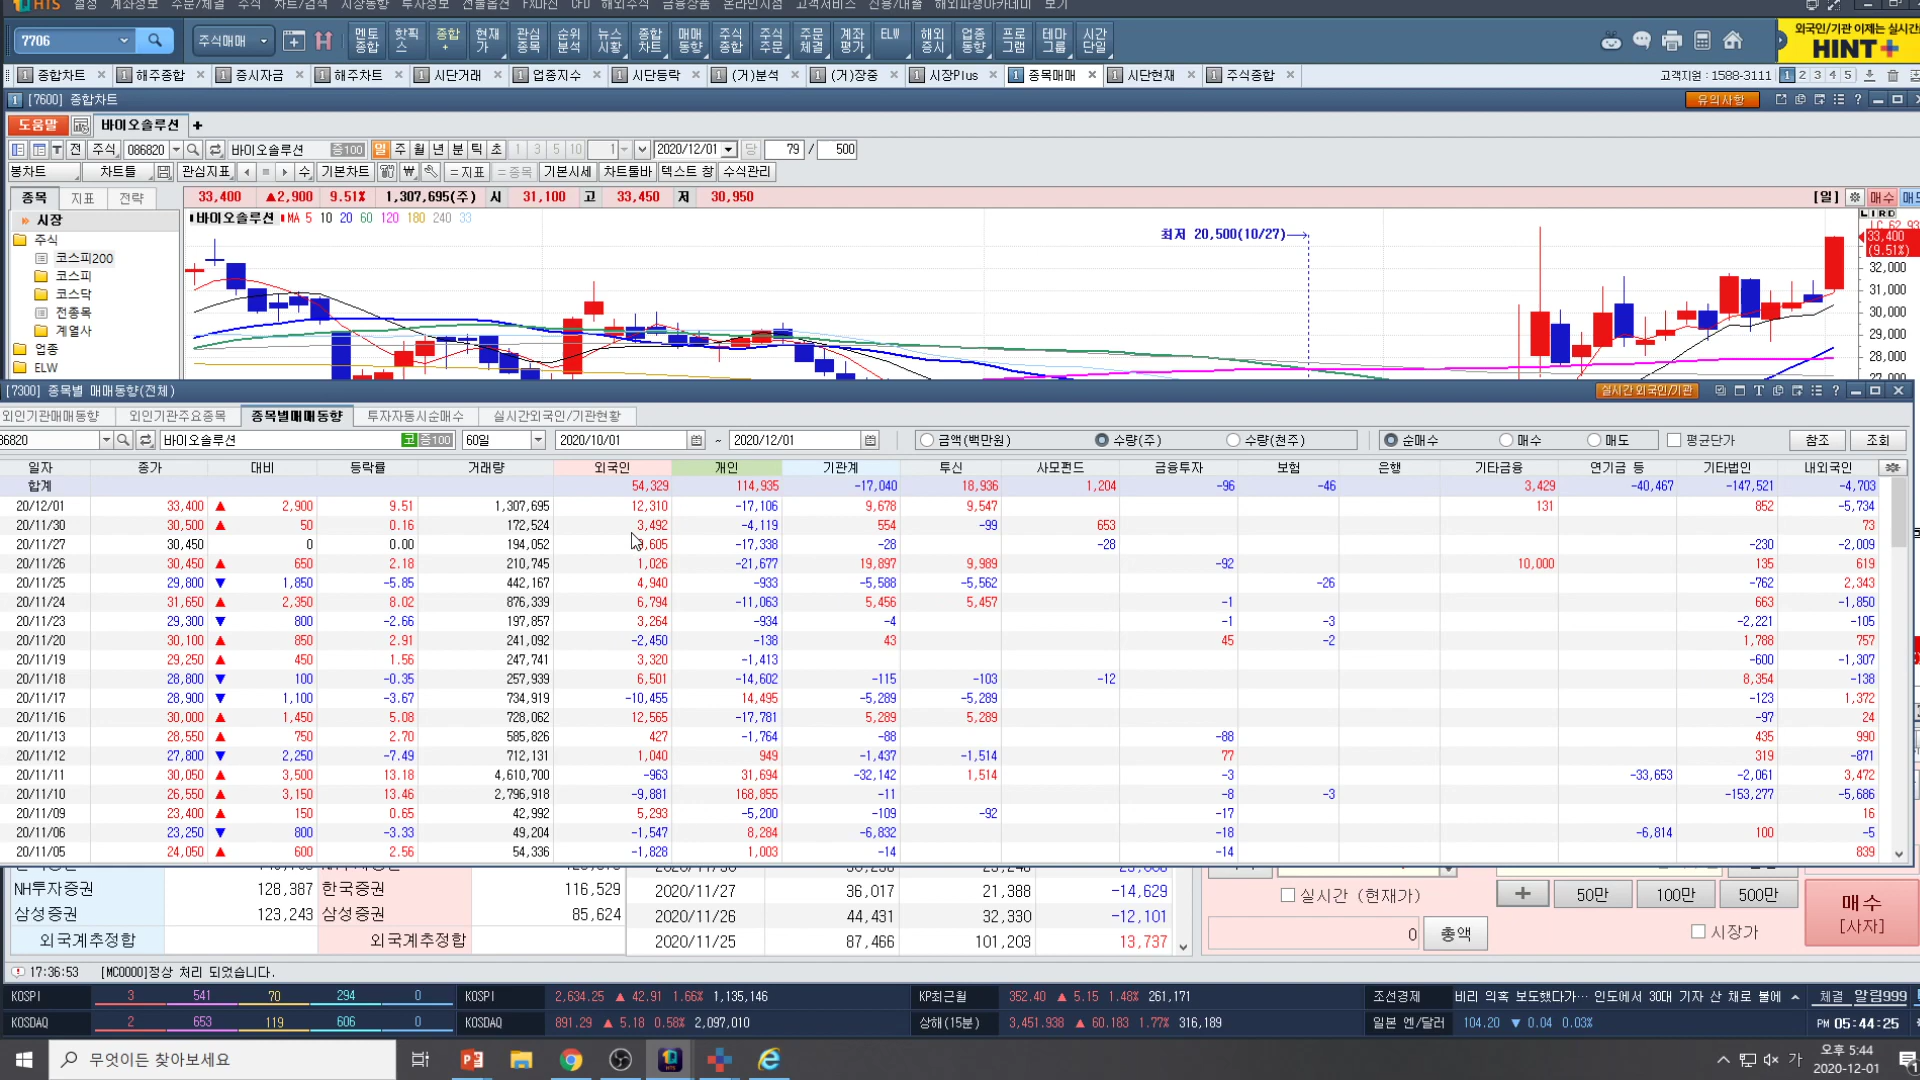 HTS 설정 계좌정보 주문/체결 주식 차트/검색 시장동향 투자정보 선물옵션 FX마진 CFD 해외주식 금융상품 온라인지점 고객서비스 신용/대출 해외파생아카데미 보기
7706 주식매매 멘토종합 핫픽스 종합+ 현재가 관심종목 순위분석 뉴스시황 종합차트 매매동향 주식종합 주식주문 주문체결 계좌평가 ELW 해외증시 업종동향 프로그램 테마그룹 시간단일
외국인/기관 이제는 실시간
HINT+
1 종합차트 1 해주종합 1 증시자금 1 해주차트 1 시단거래 1 업종지수 1 시단등락 1 (거)분석 1 (거)장중 1 시장Plus 1 종목매매 1 시단현재 1 주식종합 고객지원 : 1588-3111 1 2 3 4 5
1 [7600] 종합차트 유의사항
도움말 바이오솔루션 +
전 주식 086820 바이오솔루션 증100 일 주 월 년 분 틱 초 1 3 5 10 1 2020/12/01 당 79 / 500
봉차트 차트틀 관심지표 수 기본차트 =지표 =종목 기본시세 차트툴바 텍스트 창 수식관리
종목 지표 전략 33,400 ▲2,900 9.51% 1,307,695(주) 시 31,100 고 33,450 저 30,950 [일] 매수
시장 바이오솔루션 MA 5 10 20 60 120 180 240 33
주식
최저 20,500(10/27)→
33,400
(9.51%)
코스피200
코스피
코스닥
전종목
계열사
업종
ELW
32,000
31,000
30,000
29,000
28,000
[7300] 종목별 매매동향(전체) 실시간 외국인/기관
외인기관매매동향 외인기관주요종목 종목별매매동향 투자자동시순매수 실시간외국인/기관현황
바이오솔루션 코 증100 60일 2020/10/01 ~ 2020/12/01 금액(백만원) 수량(주) 수량(천주) 순매수 매수 매도 평균단가 참조 조회
일자 종가 대비 등락률 거래량 외국인 개인 기관계 투신 사모펀드 금융투자 보험 은행 기타금융 연기금 등 기타법인 내외국인
합계 54,329 114,935 -17,040 18,936 1,204 -96 -46 3,429 -40,467 -147,521 -4,703
20/12/01 33,400 ▲ 2,900 9.51 1,307,695 12,310 -17,106 9,678 9,547 131 852 -5,734
20/11/30 30,500 ▲ 50 0.16 172,524 3,492 -4,119 554 -99 653 73
20/11/27 30,450 0 0.00 194,052 -17,338 -28 -28 -230 -2,009
20/11/26 30,450 ▲ 650 2.18 210,745 1,026 -21,677 19,897 9,989 -92 10,000 135 619
20/11/25 29,800 ▼ 1,850 -5.85 442,167 4,940 -933 -5,588 -5,562 -26 -762 2,343
20/11/24 31,650 ▲ 2,350 8.02 876,339 6,794 -11,063 5,456 5,457 -1 663 -1,850
20/11/23 29,300 ▼ 800 -2.66 197,857 3,264 -934 -4 -1 -3 -2,221 -105
20/11/20 30,100 ▲ 850 2.91 241,092 -2,450 -138 43 45 -2 1,788 757
20/11/19 29,250 ▲ 450 1.56 247,741 3,320 -1,413 -600 -1,307
20/11/18 28,800 ▼ 100 -0.35 257,939 6,501 -14,602 -115 -103 -12 8,354 -138
20/11/17 28,900 ▼ 1,100 -3.67 734,919 -10,455 14,495 -5,289 -5,289 -123 1,372
20/11/16 30,000 ▲ 1,450 5.08 728,062 12,565 -17,781 5,289 5,289 -97 24
20/11/13 28,550 ▲ 750 2.70 585,826 427 -1,764 -88 -88 435 990
20/11/12 27,800 ▼ 2,250 -7.49 712,131 1,040 949 -1,437 -1,514 77 319 -871
20/11/11 30,050 ▲ 3,500 13.18 4,610,700 -963 31,694 -32,142 1,514 -3 -33,653 -2,061 3,472
20/11/10 26,550 ▲ 3,150 13.46 2,796,918 -9,881 168,855 -11 -8 -3 -153,277 -5,686
20/11/09 23,400 ▲ 150 0.65 42,992 5,293 -5,200 -109 -92 -17 16
20/11/06 23,250 ▼ 800 -3.33 49,204 -1,547 8,284 -6,832 -18 -6,814 100 -5
20/11/05 24,050 ▲ 600 2.56 54,336 -1,828 1,003 -14 -14 839
NH투자증권 128,387 한국증권 116,529 2020/11/27 36,017 21,388 -14,629 실시간 (현재가) + 50만 100만 500만 매수
삼성증권 123,243 삼성증권 85,624 2020/11/26 44,431 32,330 -12,101 0 총액 시장가 [사자]
외국계추정합 외국계추정합 2020/11/25 87,466 101,203 13,737
17:36:53 [MC0000]정상 처리 되었습니다.
KOSPI 3 541 70 294 0 KOSPI 2,634.25 ▲ 42.91 1.66% 1,135,146 KP최근월 352.40 ▲ 5.15 1.48% 261,171 조선경제 비리 의혹 보도했다가… 인도에서 30대 기자 산 채로 불에 체결 알림999
KOSDAQ 2 653 119 606 0 KOSDAQ 891.29 ▲ 5.18 0.58% 2,097,010 상해(15분) 3,451.938 ▲ 60.183 1.77% 316,189 일본 엔/달러 104.20 ▼ 0.04 0.03% PM 05:44:25
무엇이든 찾아보세요 가 오후 5:44
2020-12-01